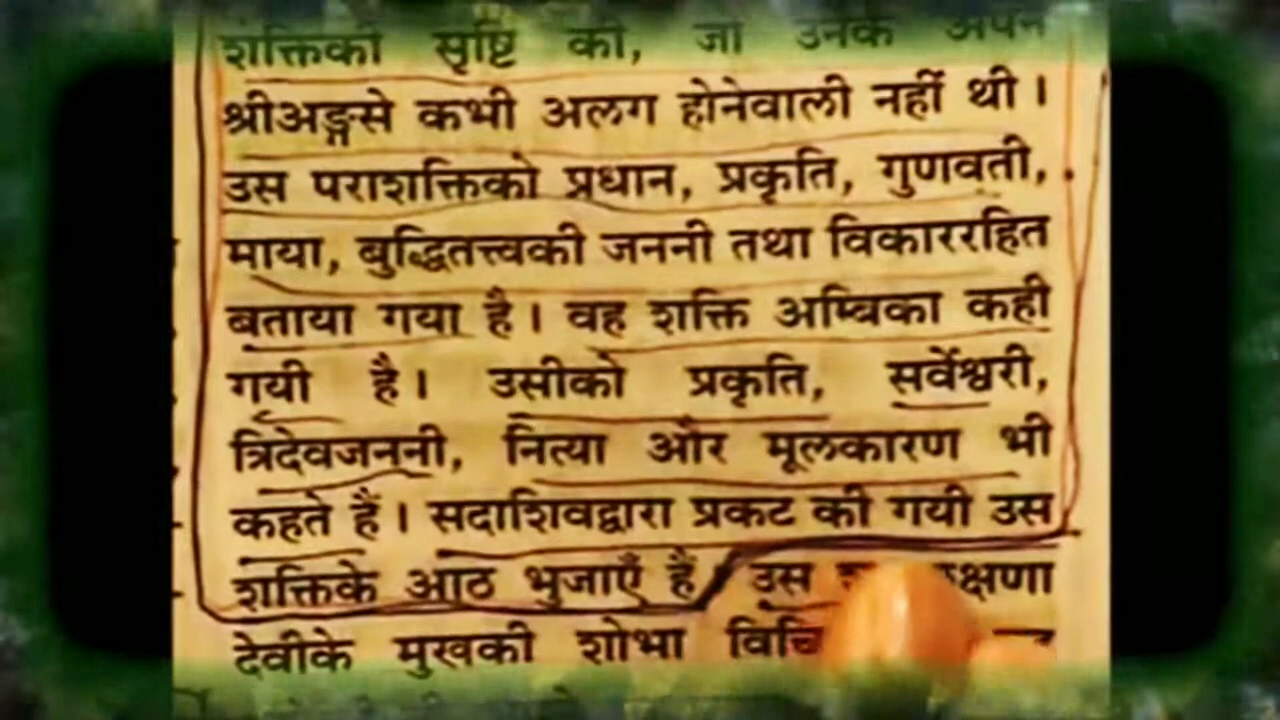 शक्तिकी सृष्टि की, जो उनके अपने
श्रीअङ्गसे कभी अलग होनेवाली नहीं थी।
उस पराशक्तिको प्रधान, प्रकृति, गुणवती,
माया, बुद्धितत्त्वकी जननी तथा विकाररहित
बताया गया है। वह शक्ति अम्बिका कही
गयी है। उसीको प्रकृति, सर्वेश्वरी,
त्रिदेवजननी, नित्या और मूलकारण भी
कहते हैं। सदाशिवद्वारा प्रकट की गयी उस
शक्तिके आठ भुजाएँ हैं उस
देवीके मुखकी शोभा